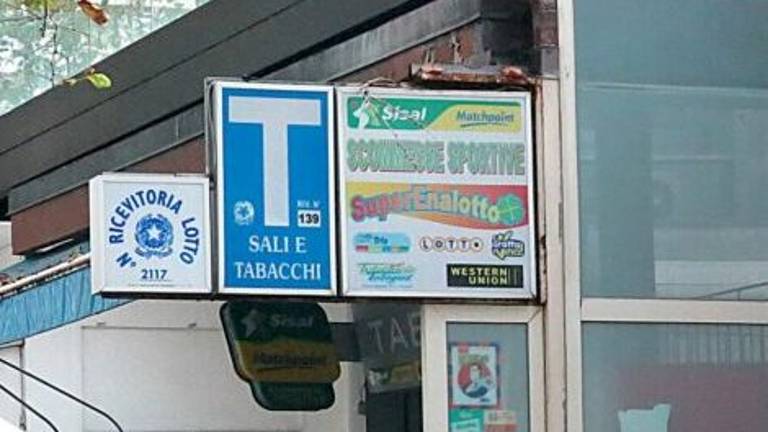 N° RICEVITORIA LOTTO
2117
T
RIV. N°
139
SALI E
TABACCHI
Sisal Matchpoint
SCOMMESSE SPORTIVE
SuperEnalotto
LOTTO
WESTERN
UNION
Sisal
Matchpoint
TAB